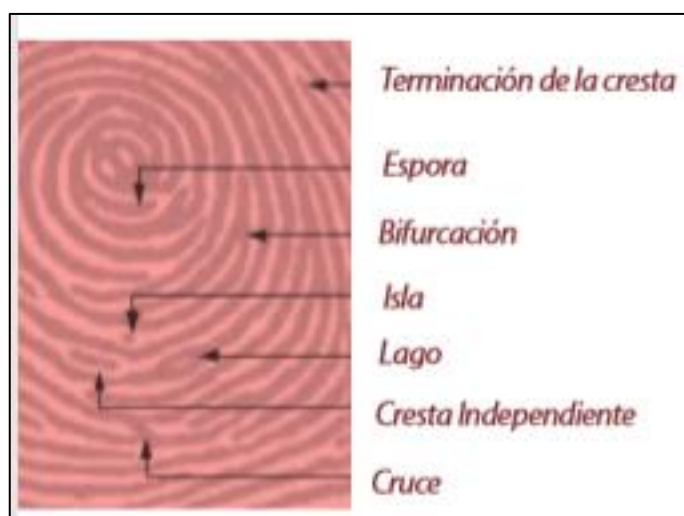 Terminación de la cresta
Espora
Bifurcación
Isla
Lago
Cresta Independiente
Cruce